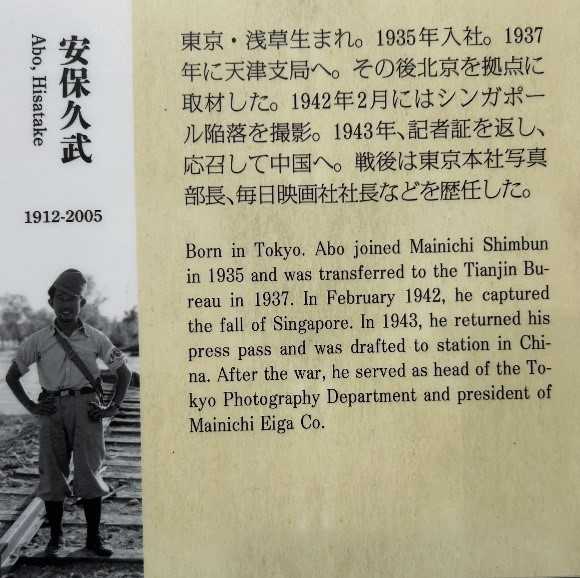 安保久武
Abo, Hisatake
1912-2005
東京・浅草生まれ。1935年入社。1937
年に天津支局へ。その後北京を拠点に
取材した。1942年2月にはシンガポー
ル陥落を撮影。1943年、記者証を返し、
応召して中国へ。戦後は東京本社写真
部長、毎日映画社社長などを歴任した。
Born in Tokyo. Abo joined Mainichi Shimbun
in 1935 and was transferred to the Tianjin Bu-
reau in 1937. In February 1942, he captured
the fall of Singapore. In 1943, he returned his
press pass and was drafted to station in Chi-
na. After the war, he served as head of the To-
kyo Photography Department and president of
Mainichi Eiga Co.